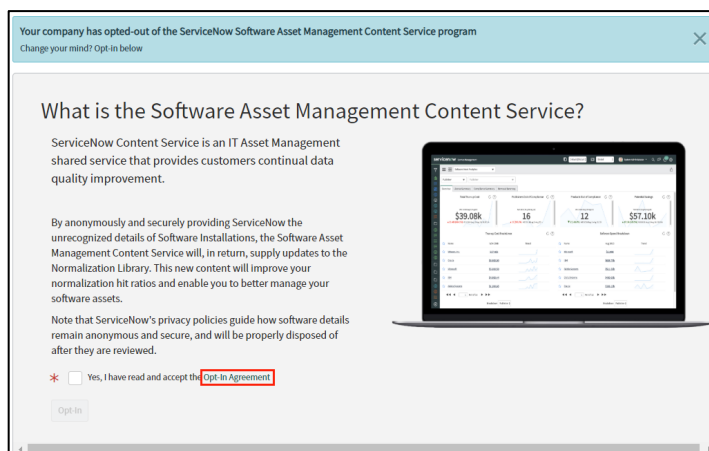 Your company has opted-out of the ServiceNow Software Asset Management Content Service program
Change your mind? Opt-in below
What is the Software Asset Management Content Service?
ServiceNow Content Service is an IT Asset Management
shared service that provides customers continual data
quality improvement.
By anonymously and securely providing ServiceNow the
unrecognized details of Software Installations, the Software Asset
Management Content Service will, in return, supply updates to the
Normalization Library. This new content will improve your
normalization hit ratios and enable you to better manage your
software assets.
Note that ServiceNow's privacy policies guide how software details
remain anonymous and secure, and will be properly disposed of
after they are reviewed.
* Yes, I have read and accept the Opt-In Agreement
Opt-In
servicenow
$39.08k
16
12
$57.10k